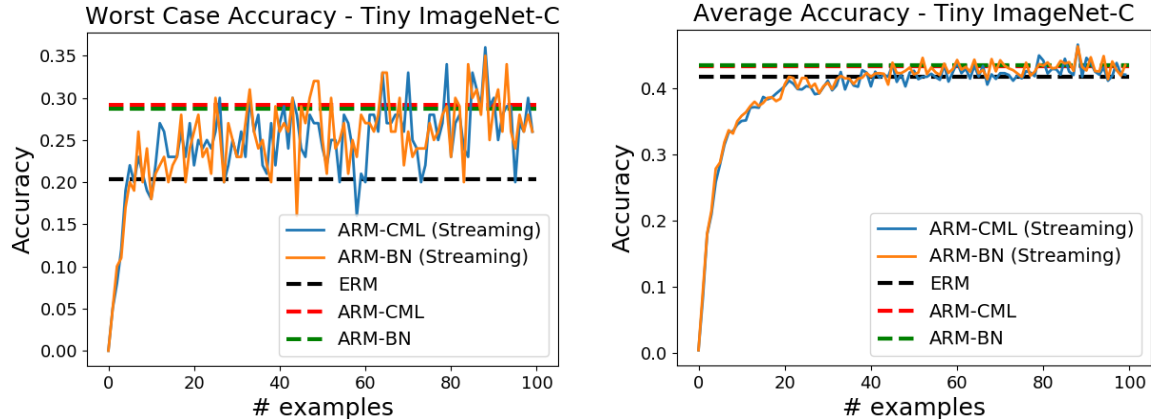 Worst Case Accuracy - Tiny ImageNet-C
0.35
0.30
0.25
0.20
0.15
0.10
0.05
0.00
Accuracy
0 20 40 60 80 100
# examples
ARM-CML (Streaming)
ARM-BN (Streaming)
ERM
ARM-CML
ARM-BN
Average Accuracy - Tiny ImageNet-C
0.4
0.3
0.2
0.1
0.0
Accuracy
0 20 40 60 80 100
# examples
ARM-CML (Streaming)
ARM-BN (Streaming)
ERM
ARM-CML
ARM-BN